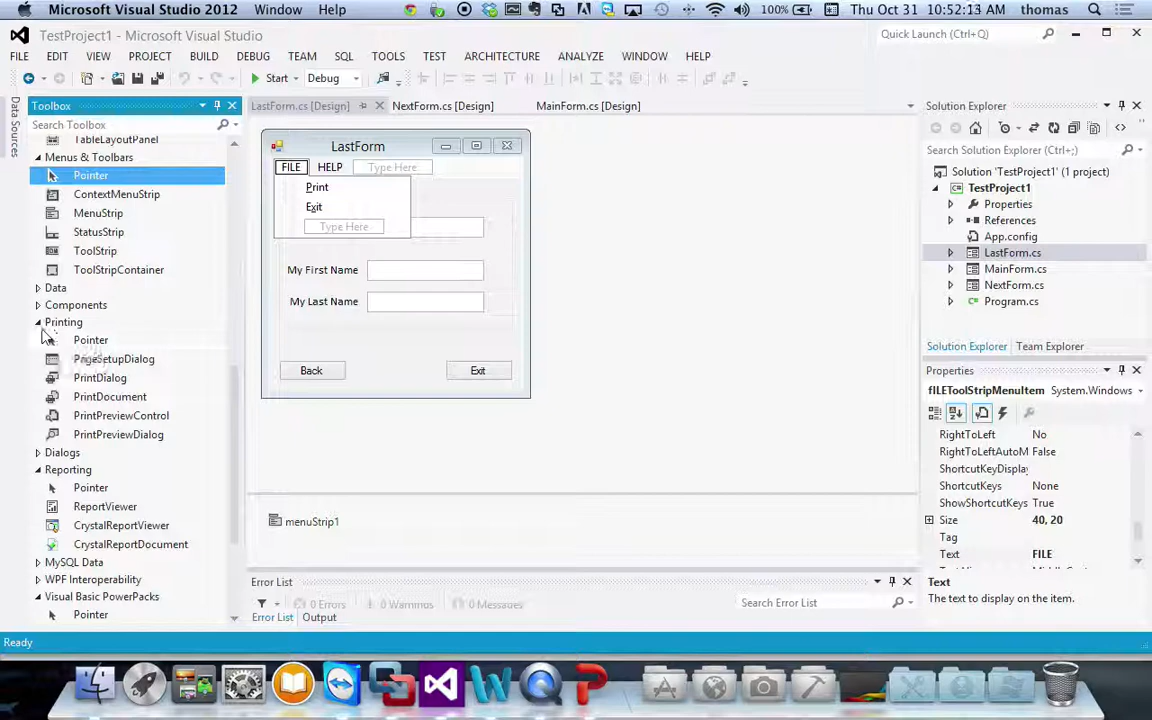 Microsoft Visual Studio 2012 Window Help 100% Thu Oct 31 10:52:13 AM thomas
TestProject1 - Microsoft Visual Studio
Quick Launch (Ctrl+Q)
FILE EDIT VIEW PROJECT BUILD DEBUG TEAM SQL TOOLS TEST ARCHITECTURE ANALYZE WINDOW HELP
Start Debug
Data Sources
Toolbox
Search Toolbox
TableLayoutPanel
Menus & Toolbars
Pointer
ContextMenuStrip
MenuStrip
StatusStrip
ToolStrip
ToolStripContainer
Data
Components
Printing
Pointer
PageSetupDialog
PrintDialog
PrintDocument
PrintPreviewControl
PrintPreviewDialog
Dialogs
Reporting
Pointer
ReportViewer
CrystalReportViewer
CrystalReportDocument
MySQL Data
WPF Interoperability
Visual Basic PowerPacks
Pointer
LastForm.cs [Design] NextForm.cs [Design] MainForm.cs [Design]
LastForm
FILE HELP Type Here
Print
Exit
Type Here
My First Name
My Last Name
Back Exit
menuStrip1
Error List
0 Errors 0 Warnings 0 Messages Search Error List
Error List Output
Solution Explorer
Search Solution Explorer (Ctrl+;)
Solution 'TestProject1' (1 project)
TestProject1
Properties
References
App.config
LastForm.cs
MainForm.cs
NextForm.cs
Program.cs
Solution Explorer Team Explorer
Properties
fILEToolStripMenuItem System.Windows
RightToLeft No
RightToLeftAutoM False
ShortcutKeyDisplay
ShortcutKeys None
ShowShortcutKeys True
Size 40, 20
Tag
Text FILE
Text
The text to display on the item.
Ready